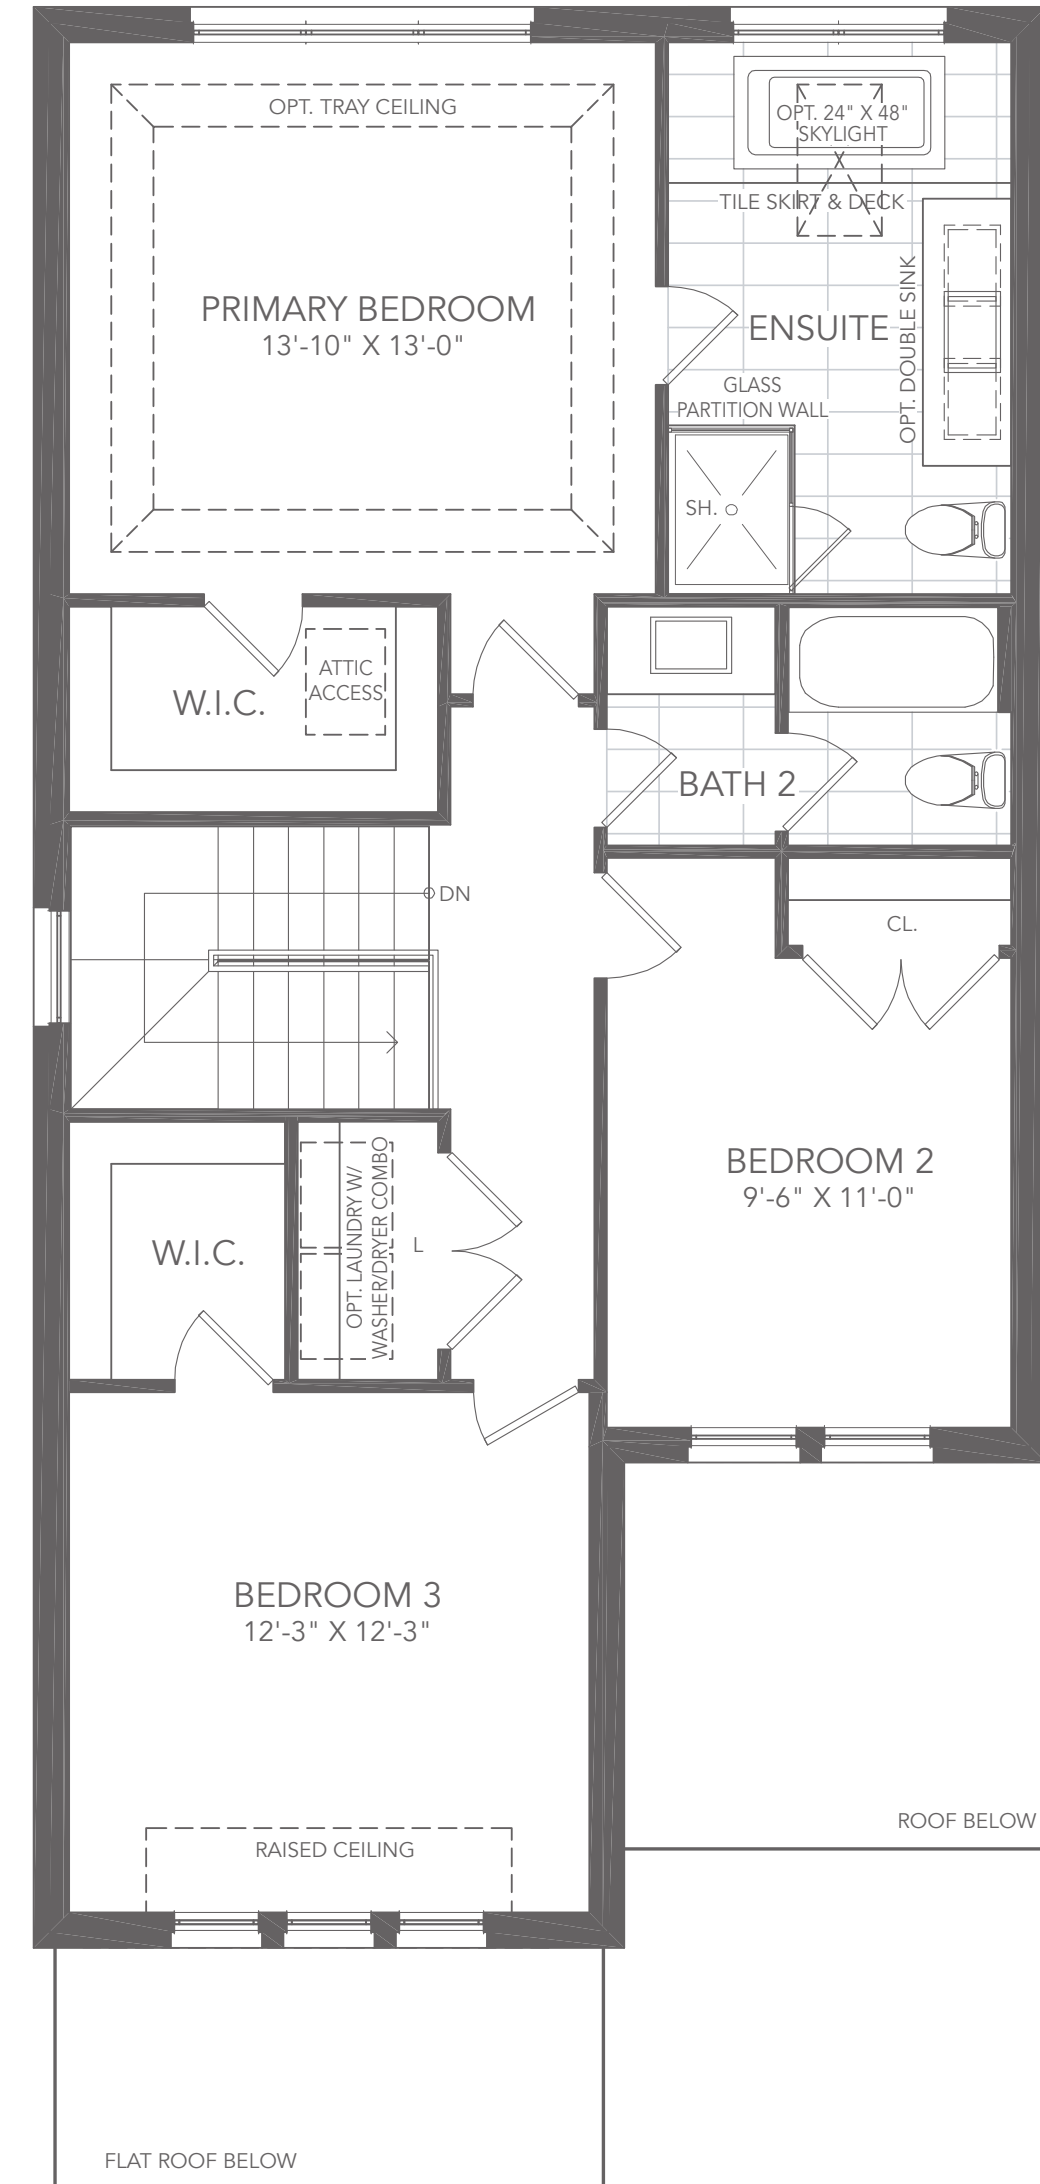 OPT. TRAY CEILING
OPT. 24" X 48"
SKYLIGHT
TILE SKIRT & DECK
PRIMARY BEDROOM
13'-10" X 13'-0"
ENSUITE
OPT. DOUBLE SINK
GLASS
PARTITION WALL
SH.
ATTIC
ACCESS
W.I.C.
BATH 2
DN
CL.
BEDROOM 2
9'-6" X 11'-0"
OPT. LAUNDRY W/
WASHER/DRYER COMBO
L
W.I.C.
BEDROOM 3
12'-3" X 12'-3"
RAISED CEILING
ROOF BELOW
FLAT ROOF BELOW